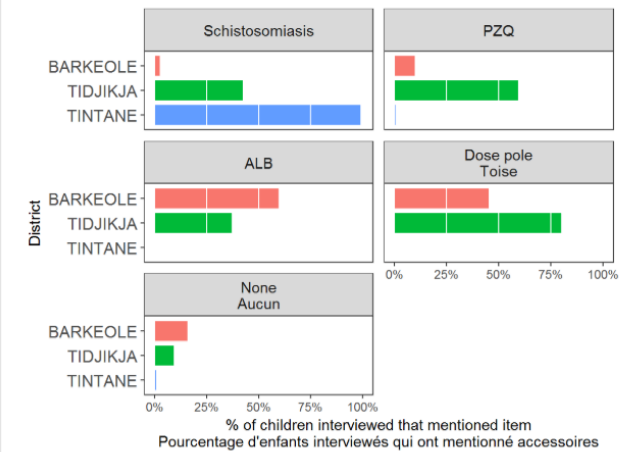 Schistosomiasis
PZQ
BARKEOLE
TIDJIKJA
TINTANE
ALB
Dose pole
Toise
BARKEOLE
TIDJIKJA
TINTANE
0% 25% 50% 75% 100%
None
Aucun
BARKEOLE
TIDJIKJA
TINTANE
0% 25% 50% 75% 100%
District
% of children interviewed that mentioned item
Pourcentage d'enfants interviewés qui ont mentionné accessoires